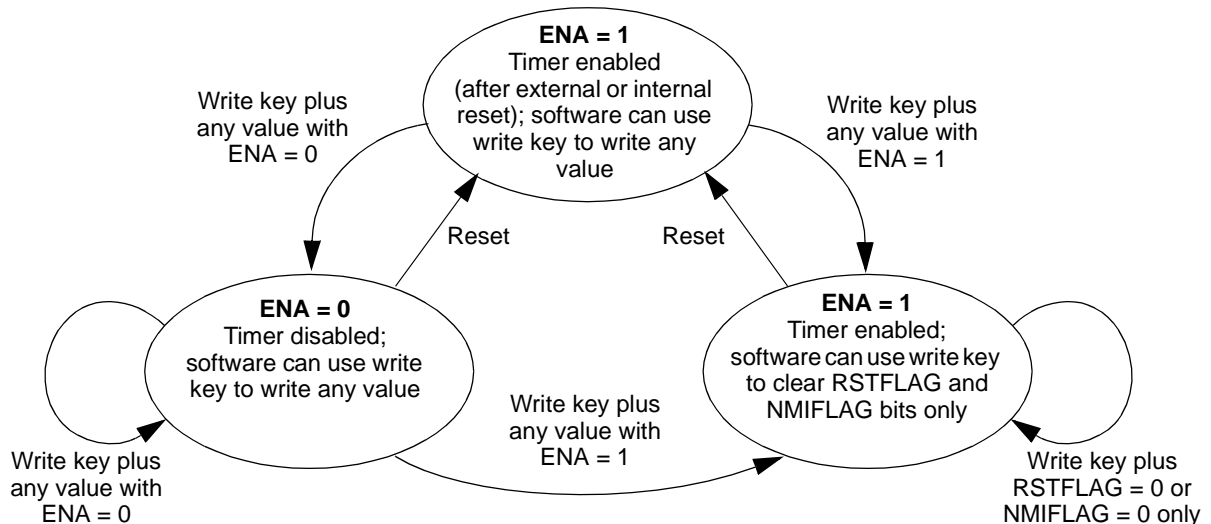 ENA = 1
Timer enabled
(after external or internal
reset); software can use
write key to write any
value
Write key plus
any value with
ENA = 0
Write key plus
any value with
ENA = 1
Reset
Reset
ENA = 0
Timer disabled;
software can use write
key to write any value
ENA = 1
Timer enabled;
software can use write key
to clear RSTFLAG and
NMIFLAG bits only
Write key plus
any value with
ENA = 1
Write key plus
any value with
ENA = 0
Write key plus
RSTFLAG = 0 or
NMIFLAG = 0 only